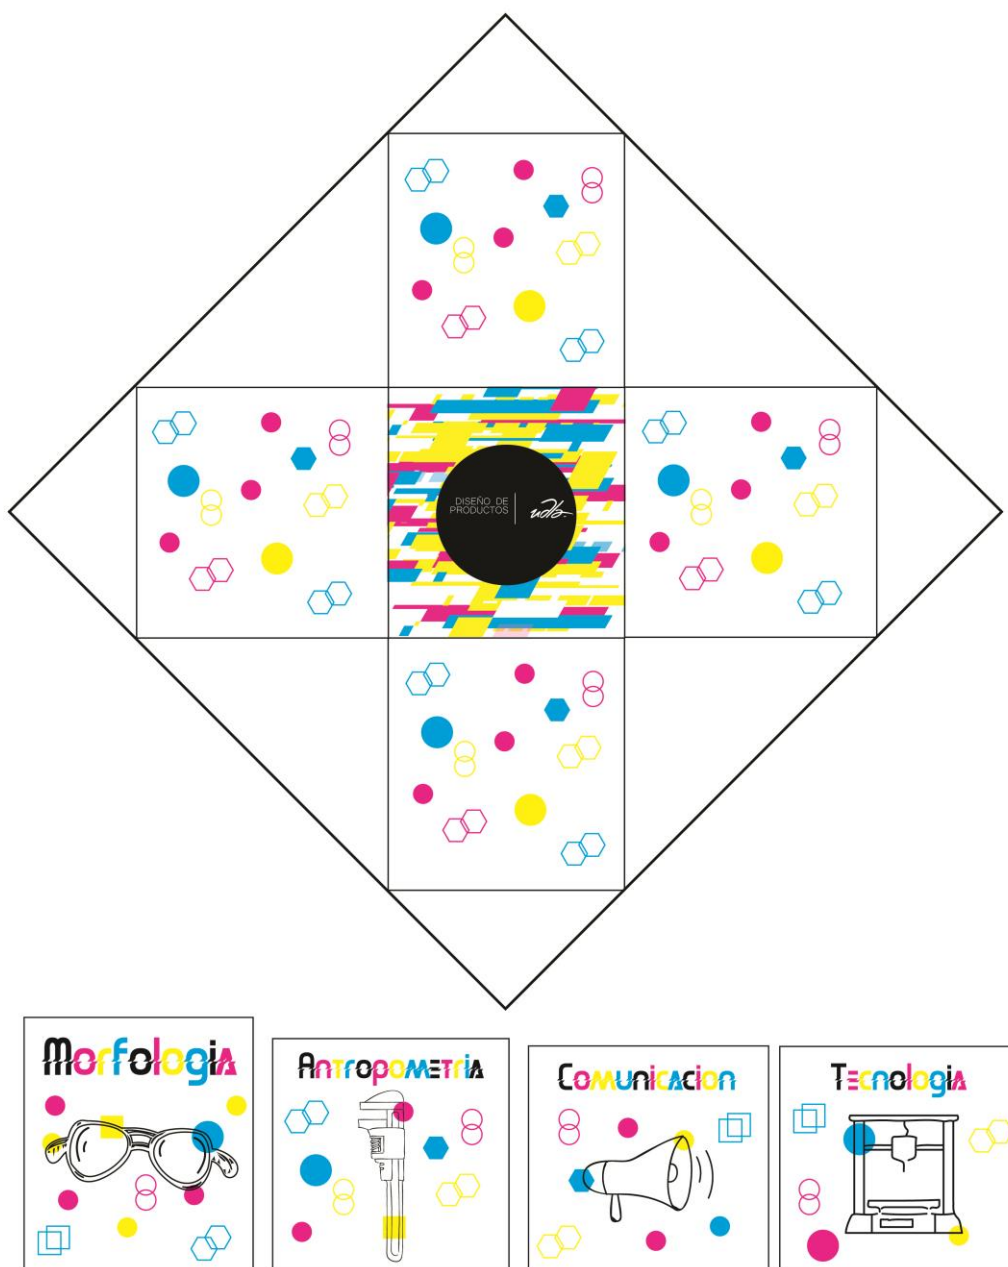 DISEÑO DE
PRODUCTOS
udla-
Morfologia
Antropometria
Comunicacion
Tecnologia